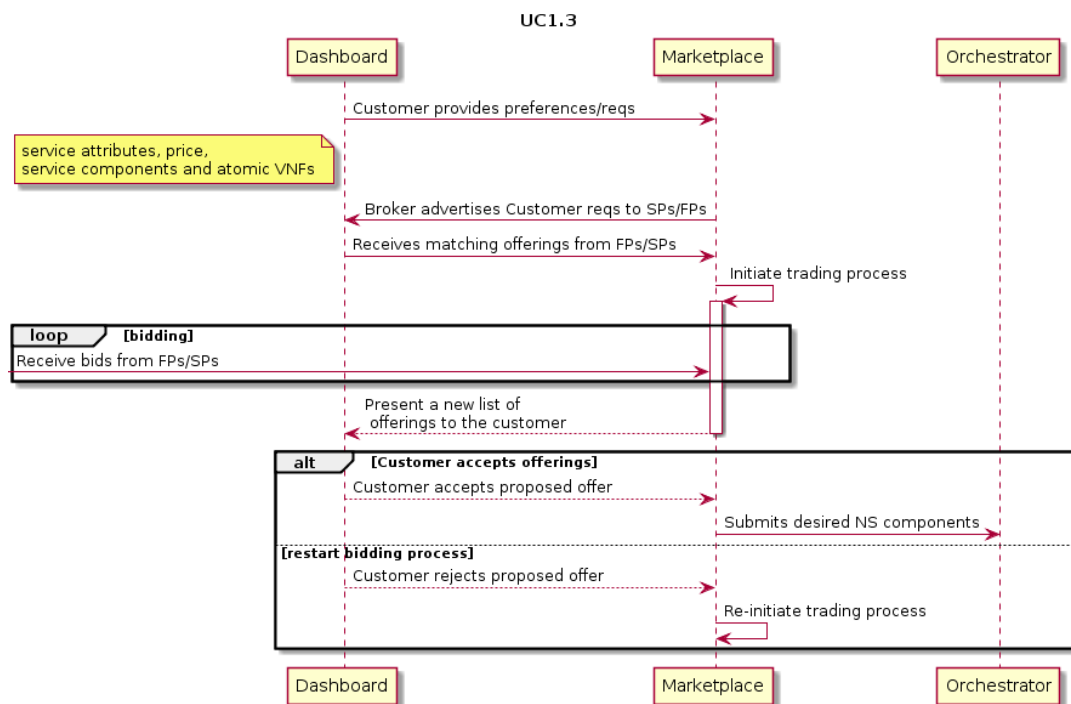 UC1.3
Dashboard
Marketplace
Orchestrator
Customer provides preferences/reqs
service attributes, price,
service components and atomic VNFs
Broker advertises Customer reqs to SPs/FPs
Receives matching offerings from FPs/SPs
Initiate trading process
loop [bidding]
Receive bids from FPs/SPs
Present a new list of
offerings to the customer
alt [Customer accepts offerings]
Customer accepts proposed offer
Submits desired NS components
[restart bidding process]
Customer rejects proposed offer
Re-initiate trading process
Dashboard
Marketplace
Orchestrator